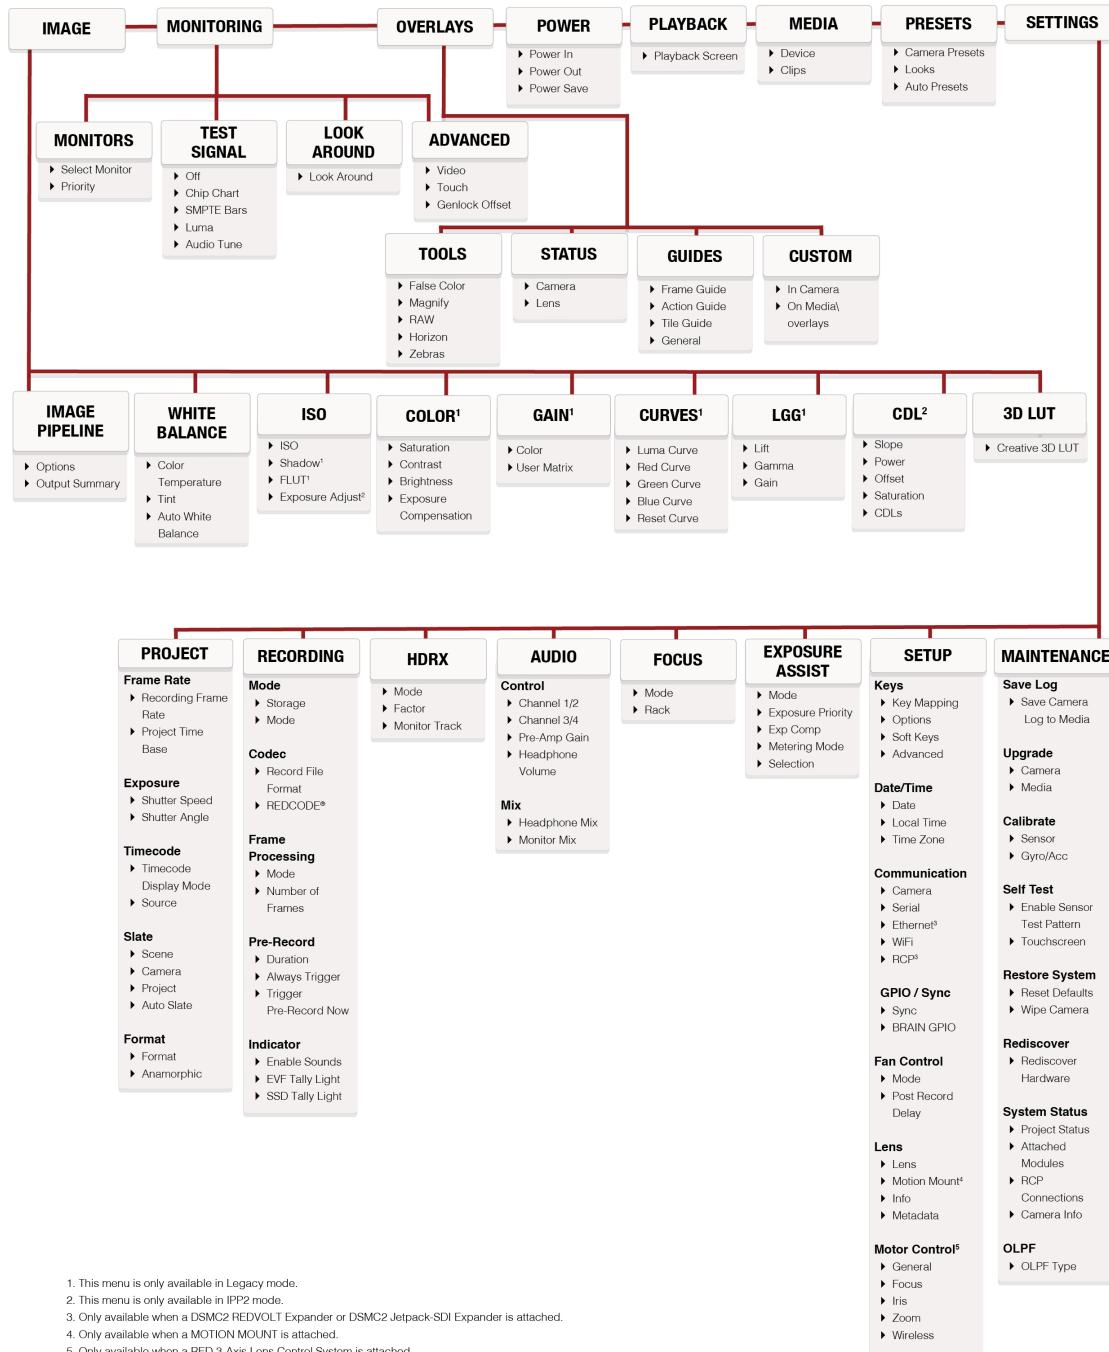 IMAGE
MONITORING
OVERLAYS
POWER
Power In
Power Out
Power Save
PLAYBACK
Playback Screen
MEDIA
Device
Clips
PRESETS
Camera Presets
Looks
Auto Presets
SETTINGS
MONITORS
Select Monitor
Priority
TEST
SIGNAL
Off
Chip Chart
SMPTE Bars
Luma
Audio Tune
LOOK
AROUND
Look Around
ADVANCED
Video
Touch
Genlock Offset
TOOLS
False Color
Magnify
RAW
Horizon
Zebras
STATUS
Camera
Lens
GUIDES
Frame Guide
Action Guide
Tile Guide
General
CUSTOM
In Camera
On Media\
overlays
IMAGE
PIPELINE
Options
Output Summary
WHITE
BALANCE
Color
Temperature
Tint
Auto White
Balance
ISO
ISO
Shadow¹
FLUT¹
Exposure Adjust²
COLOR¹
Saturation
Contrast
Brightness
Exposure
Compensation
GAIN¹
Color
User Matrix
CURVES¹
Luma Curve
Red Curve
Green Curve
Blue Curve
Reset Curve
LGG¹
Lift
Gamma
Gain
CDL²
Slope
Power
Offset
Saturation
CDLs
3D LUT
Creative 3D LUT
PROJECT
Frame Rate
Recording Frame
Rate
Project Time
Base
Exposure
Shutter Speed
Shutter Angle
Timecode
Timecode
Display Mode
Source
Slate
Scene
Camera
Project
Auto Slate
Format
Format
Anamorphic
RECORDING
Mode
Storage
Mode
Codec
Record File
Format
REDCODE®
Frame
Processing
Mode
Number of
Frames
Pre-Record
Duration
Always Trigger
Trigger
Pre-Record Now
Indicator
Enable Sounds
EVF Tally Light
SSD Tally Light
HDRX
Mode
Factor
Monitor Track
AUDIO
Control
Channel 1/2
Channel 3/4
Pre-Amp Gain
Headphone
Volume
Mix
Headphone Mix
Monitor Mix
FOCUS
Mode
Rack
EXPOSURE
ASSIST
Mode
Exposure Priority
Exp Comp
Metering Mode
Selection
SETUP
Keys
Key Mapping
Options
Soft Keys
Advanced
Date/Time
Date
Local Time
Time Zone
Communication
Camera
Serial
Ethernet³
WiFi
RCP³
GPIO / Sync
Sync
BRAIN GPIO
Fan Control
Mode
Post Record
Delay
Lens
Lens
Motion Mount⁴
Info
Metadata
Motor Control⁵
General
Focus
Iris
Zoom
Wireless
MAINTENANCE
Save Log
Save Camera
Log to Media
Upgrade
Camera
Media
Calibrate
Sensor
Gyro/Acc
Self Test
Enable Sensor
Test Pattern
Touchscreen
Restore System
Reset Defaults
Wipe Camera
Rediscover
Rediscover
Hardware
System Status
Project Status
Attached
Modules
RCP
Connections
Camera Info
OLPF
OLPF Type
1. This menu is only available in Legacy mode.
2. This menu is only available in IPP2 mode.
3. Only available when a DSMC2 REDVOLT Expander or DSMC2 Jetpack-SDI Expander is attached.
4. Only available when a MOTION MOUNT is attached.
5. Only available when a RED 3-Axis Lens Control System is attached.